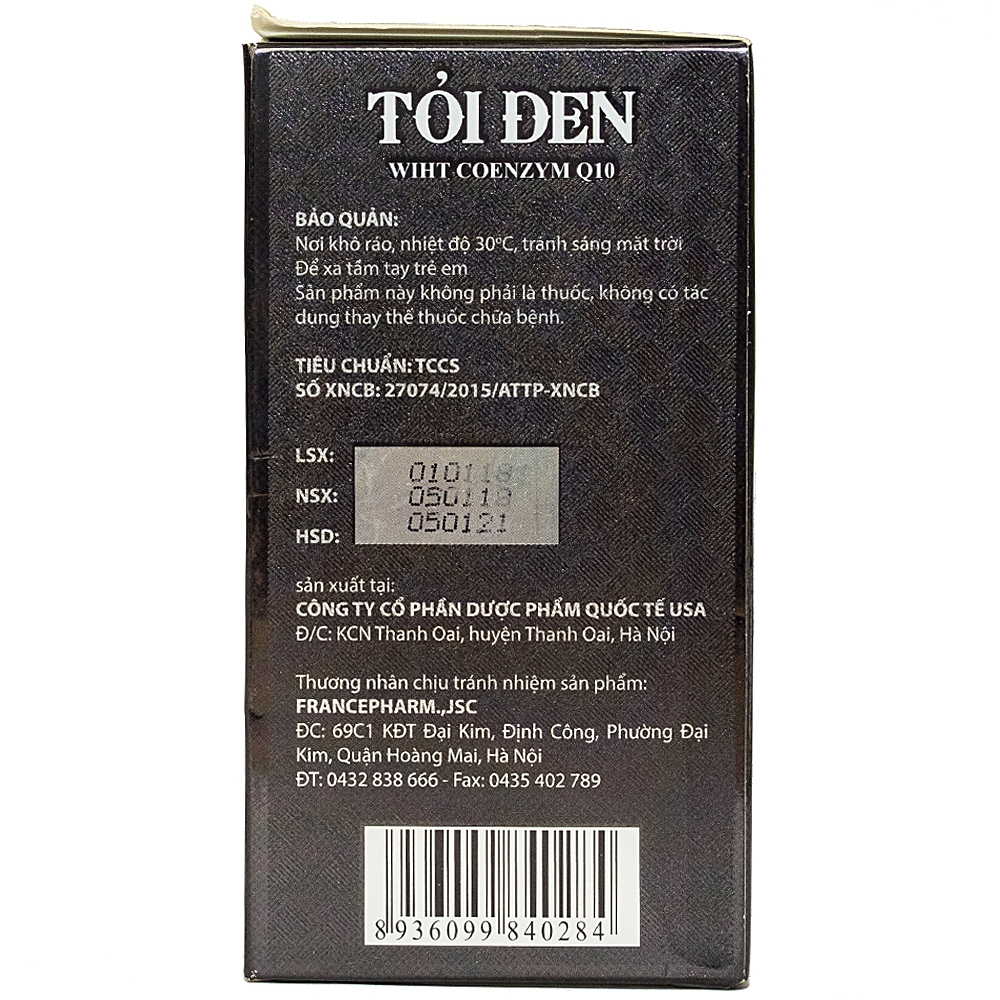 TỎI ĐEN
WIHT COENZYM Q10
BẢO QUẢN:
Nơi khô ráo, nhiệt độ 30ºC, tránh sáng mặt trời
Để xa tầm tay trẻ em
Sản phẩm này không phải là thuốc, không có tác
dụng thay thế thuốc chữa bệnh.
TIÊU CHUẨN: TCCS
SỐ XNCB: 27074/2015/ATTP-XNCB
LSX: 010118
NSX: 050118
HSD: 050121
sản xuất tại:
CÔNG TY CỔ PHẦN DƯỢC PHẨM QUỐC TẾ USA
Đ/C: KCN Thanh Oai, huyện Thanh Oai, Hà Nội
Thương nhân chịu tránh nhiệm sản phẩm:
FRANCEPHARM.,JSC
ĐC: 69C1 KĐT Đại Kim, Định Công, Phường Đại
Kim, Quận Hoàng Mai, Hà Nội
ĐT: 0432 838 666 - Fax: 0435 402 789
8936099 840284